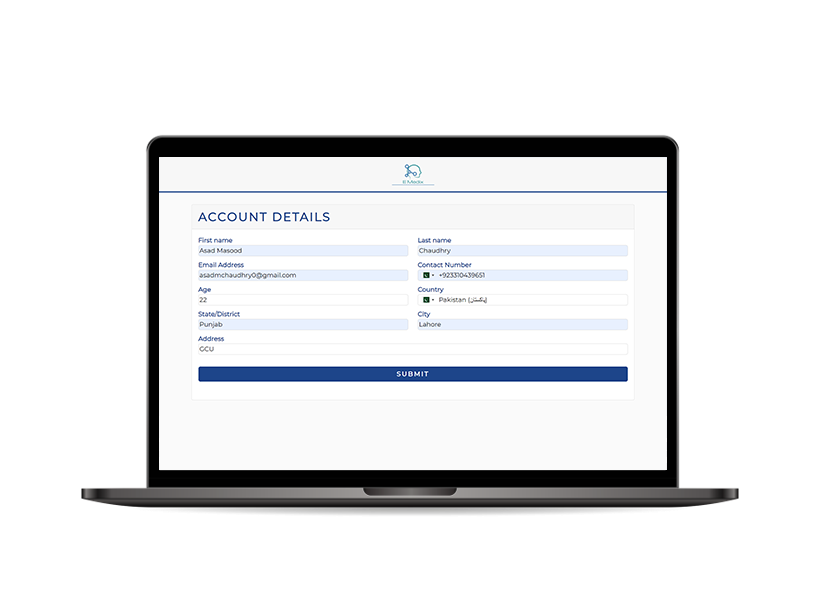 EMedix
ACCOUNT DETAILS
First name
Last name
Asad Masood
Chaudhry
Email Address
Contact Number
asadmchaudhry0@gmail.com
+923310439651
Age
Country
22
Pakistan (‫پاکستان‬‎)
State/District
City
Punjab
Lahore
Address
GCU
SUBMIT